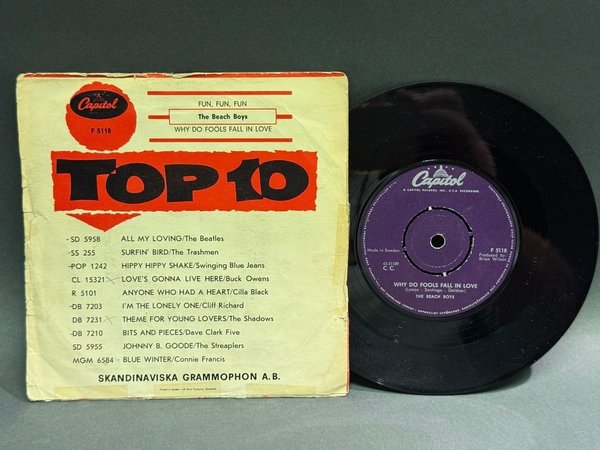 Capitol
F 5118
FUN, FUN, FUN
The Beach Boys
WHY DO FOOLS FALL IN LOVE
TOP 10
SD 5958 ALL MY LOVING/The Beatles
SS 255 SURFIN' BIRD/The Trashmen
POP 1242 HIPPY HIPPY SHAKE/Swinging Blue Jeans
CL 15321 LOVE'S GONNA LIVE HERE/Buck Owens
R 5101 ANYONE WHO HAD A HEART/Cilla Black
DB 7203 I'M THE LONELY ONE/Cliff Richard
DB 7231 THEME FOR YOUNG LOVERS/The Shadows
DB 7210 BITS AND PIECES/Dave Clark Five
SD 5955 JOHNNY B. GOODE/The Streaplers
MGM 6584 BLUE WINTER/Connie Francis
SKANDINAVISKA GRAMMOPHON A.B.
Capitol
Made in Sweden
F 5118
Produced by:
Brian Wilson
C. C.
WHY DO FOOLS FALL IN LOVE
THE BEACH BOYS